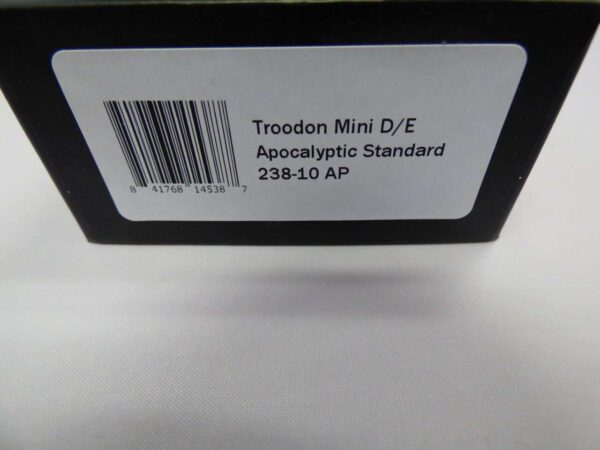 Troodon Mini D/E
Apocalyptic Standard
238-10 AP
8 41768 14538 7